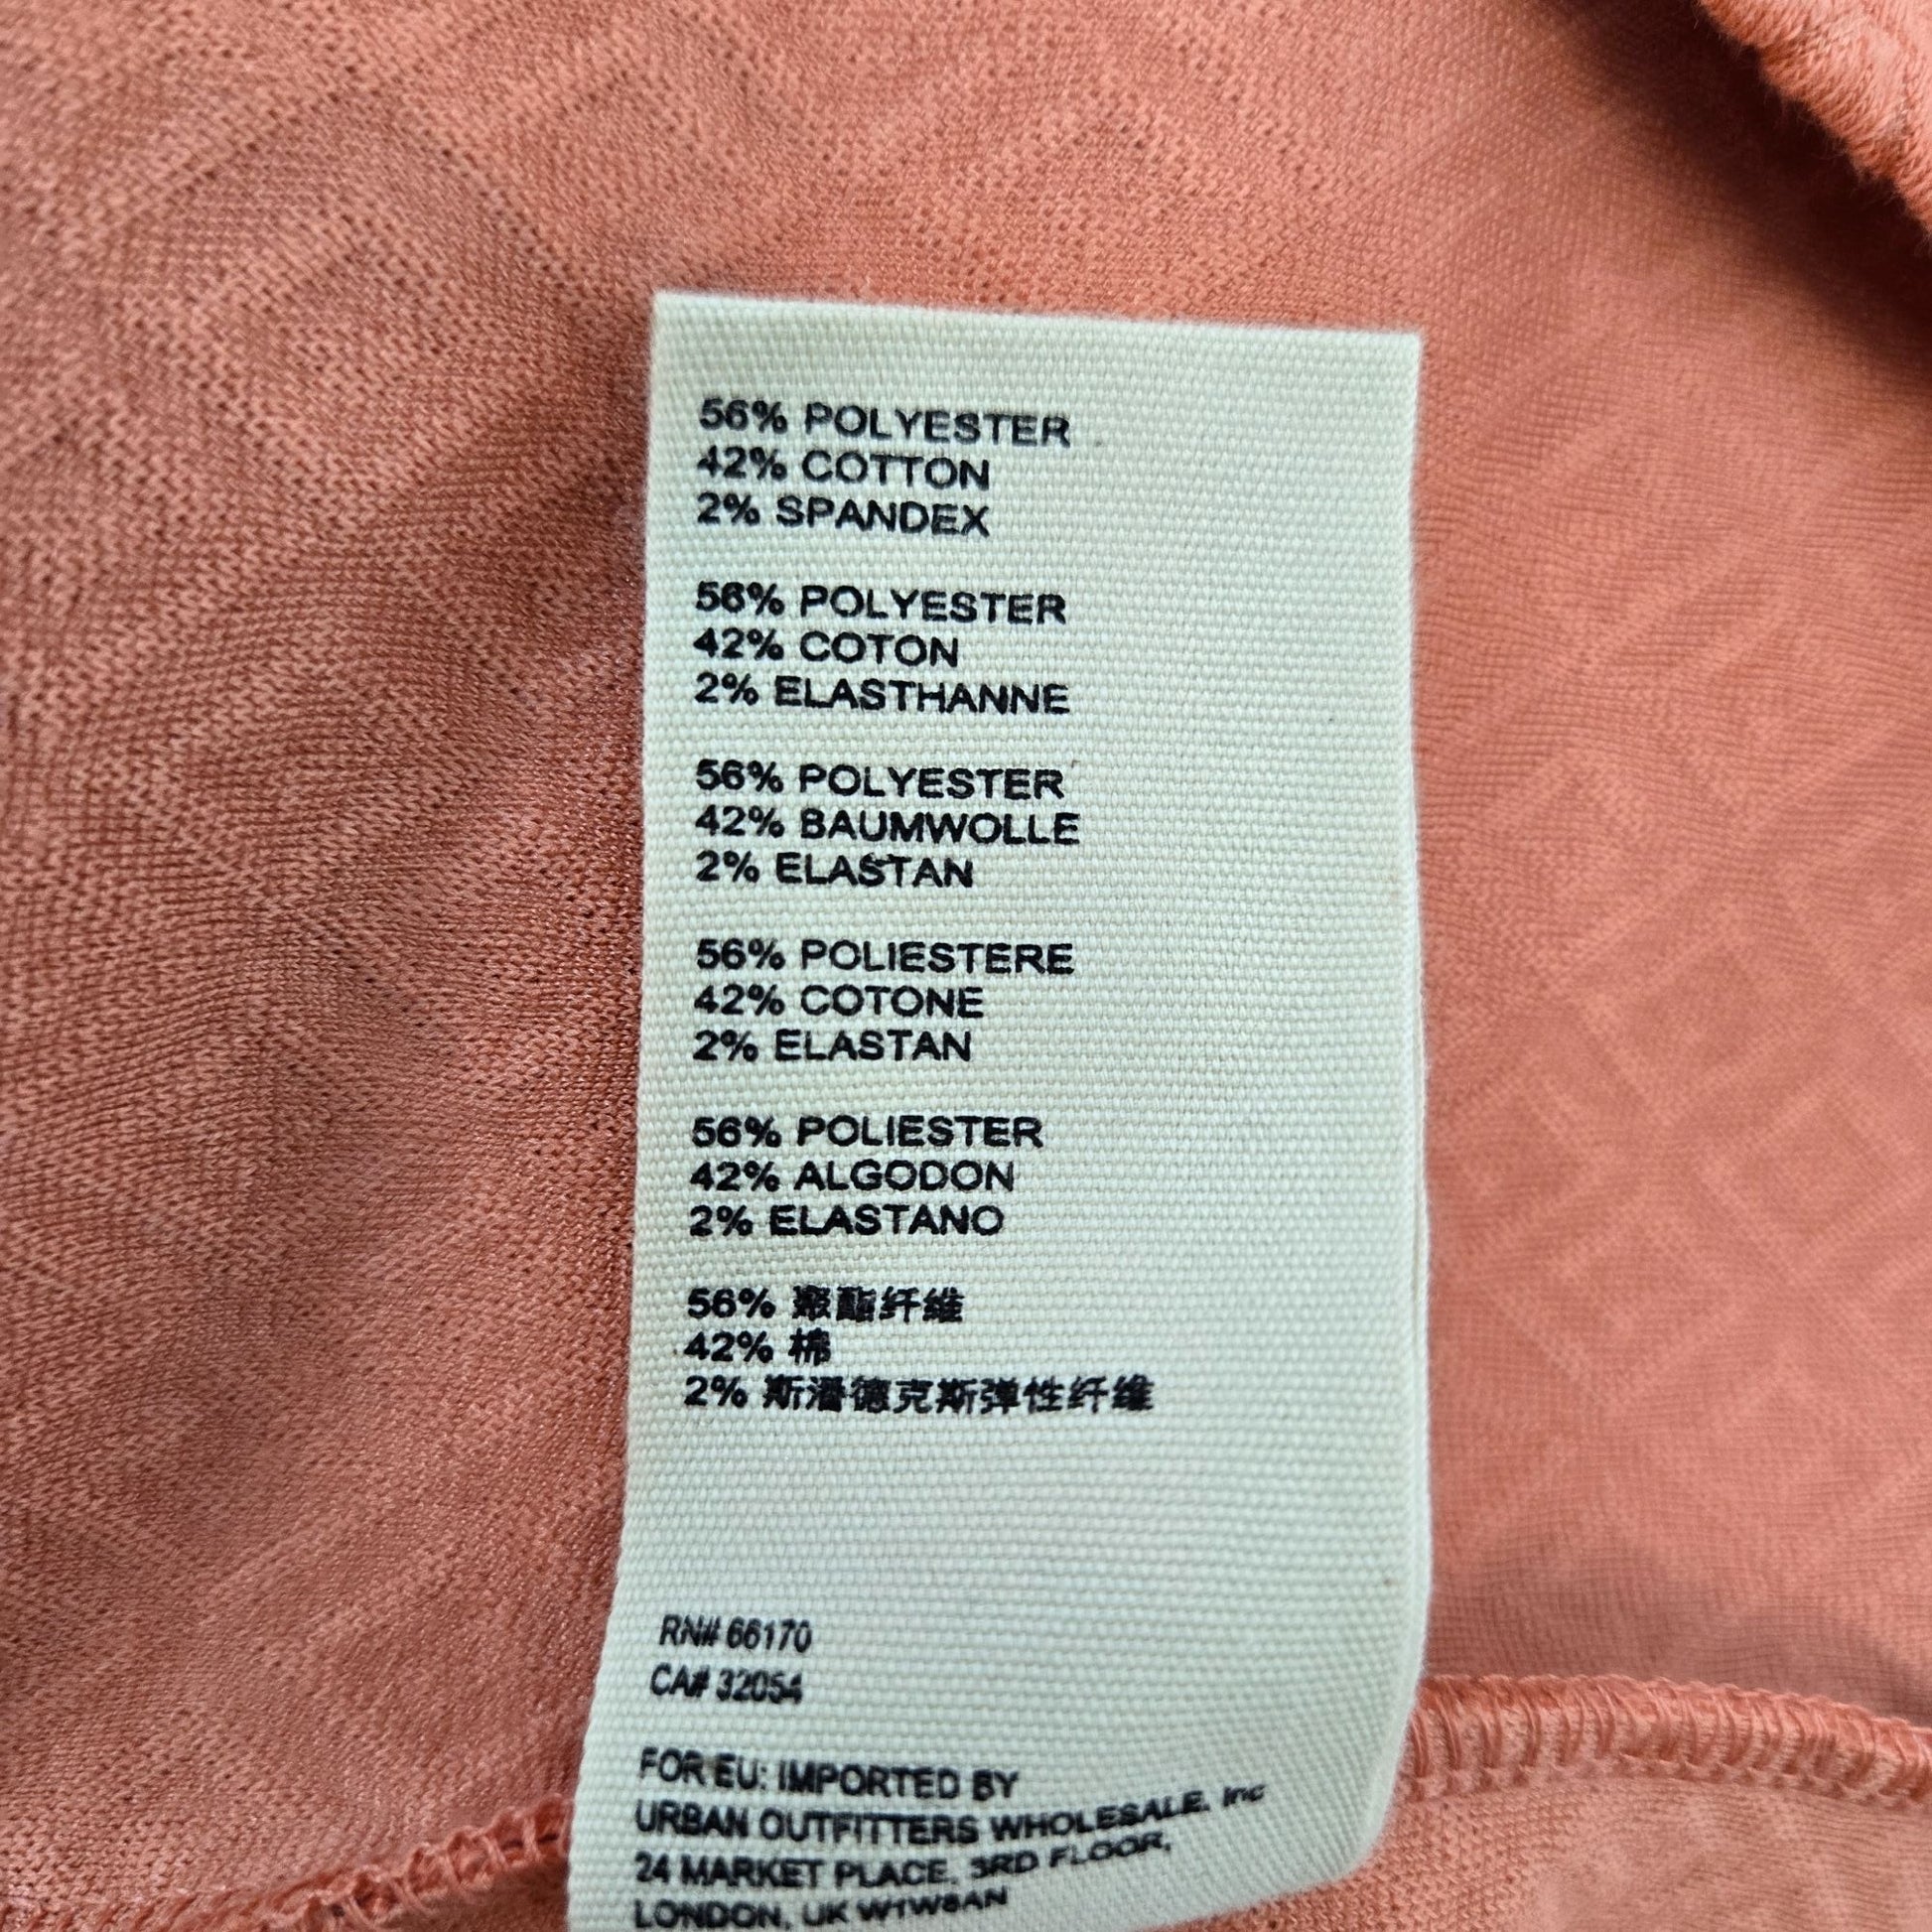 56% POLYESTER
42% COTTON
2% SPANDEX
56% POLYESTER
42% COTON
2% ELASTHANNE
56% POLYESTER
42% BAUMWOLLE
2% ELASTAN
56% POLIESTERE
42% COTONE
2% ELASTAN
56% POLIESTER
42% ALGODON
2% ELASTANO
56% 聚酯纤维
42% 棉
2% 斯潘德克斯弹性纤维
RN# 66170
CA# 32054
FOR EU: IMPORTED BY
URBAN OUTFITTERS WHOLESALE, Inc
24 MARKET PLACE, 3RD FLOOR,
LONDON, UK W1W8AN